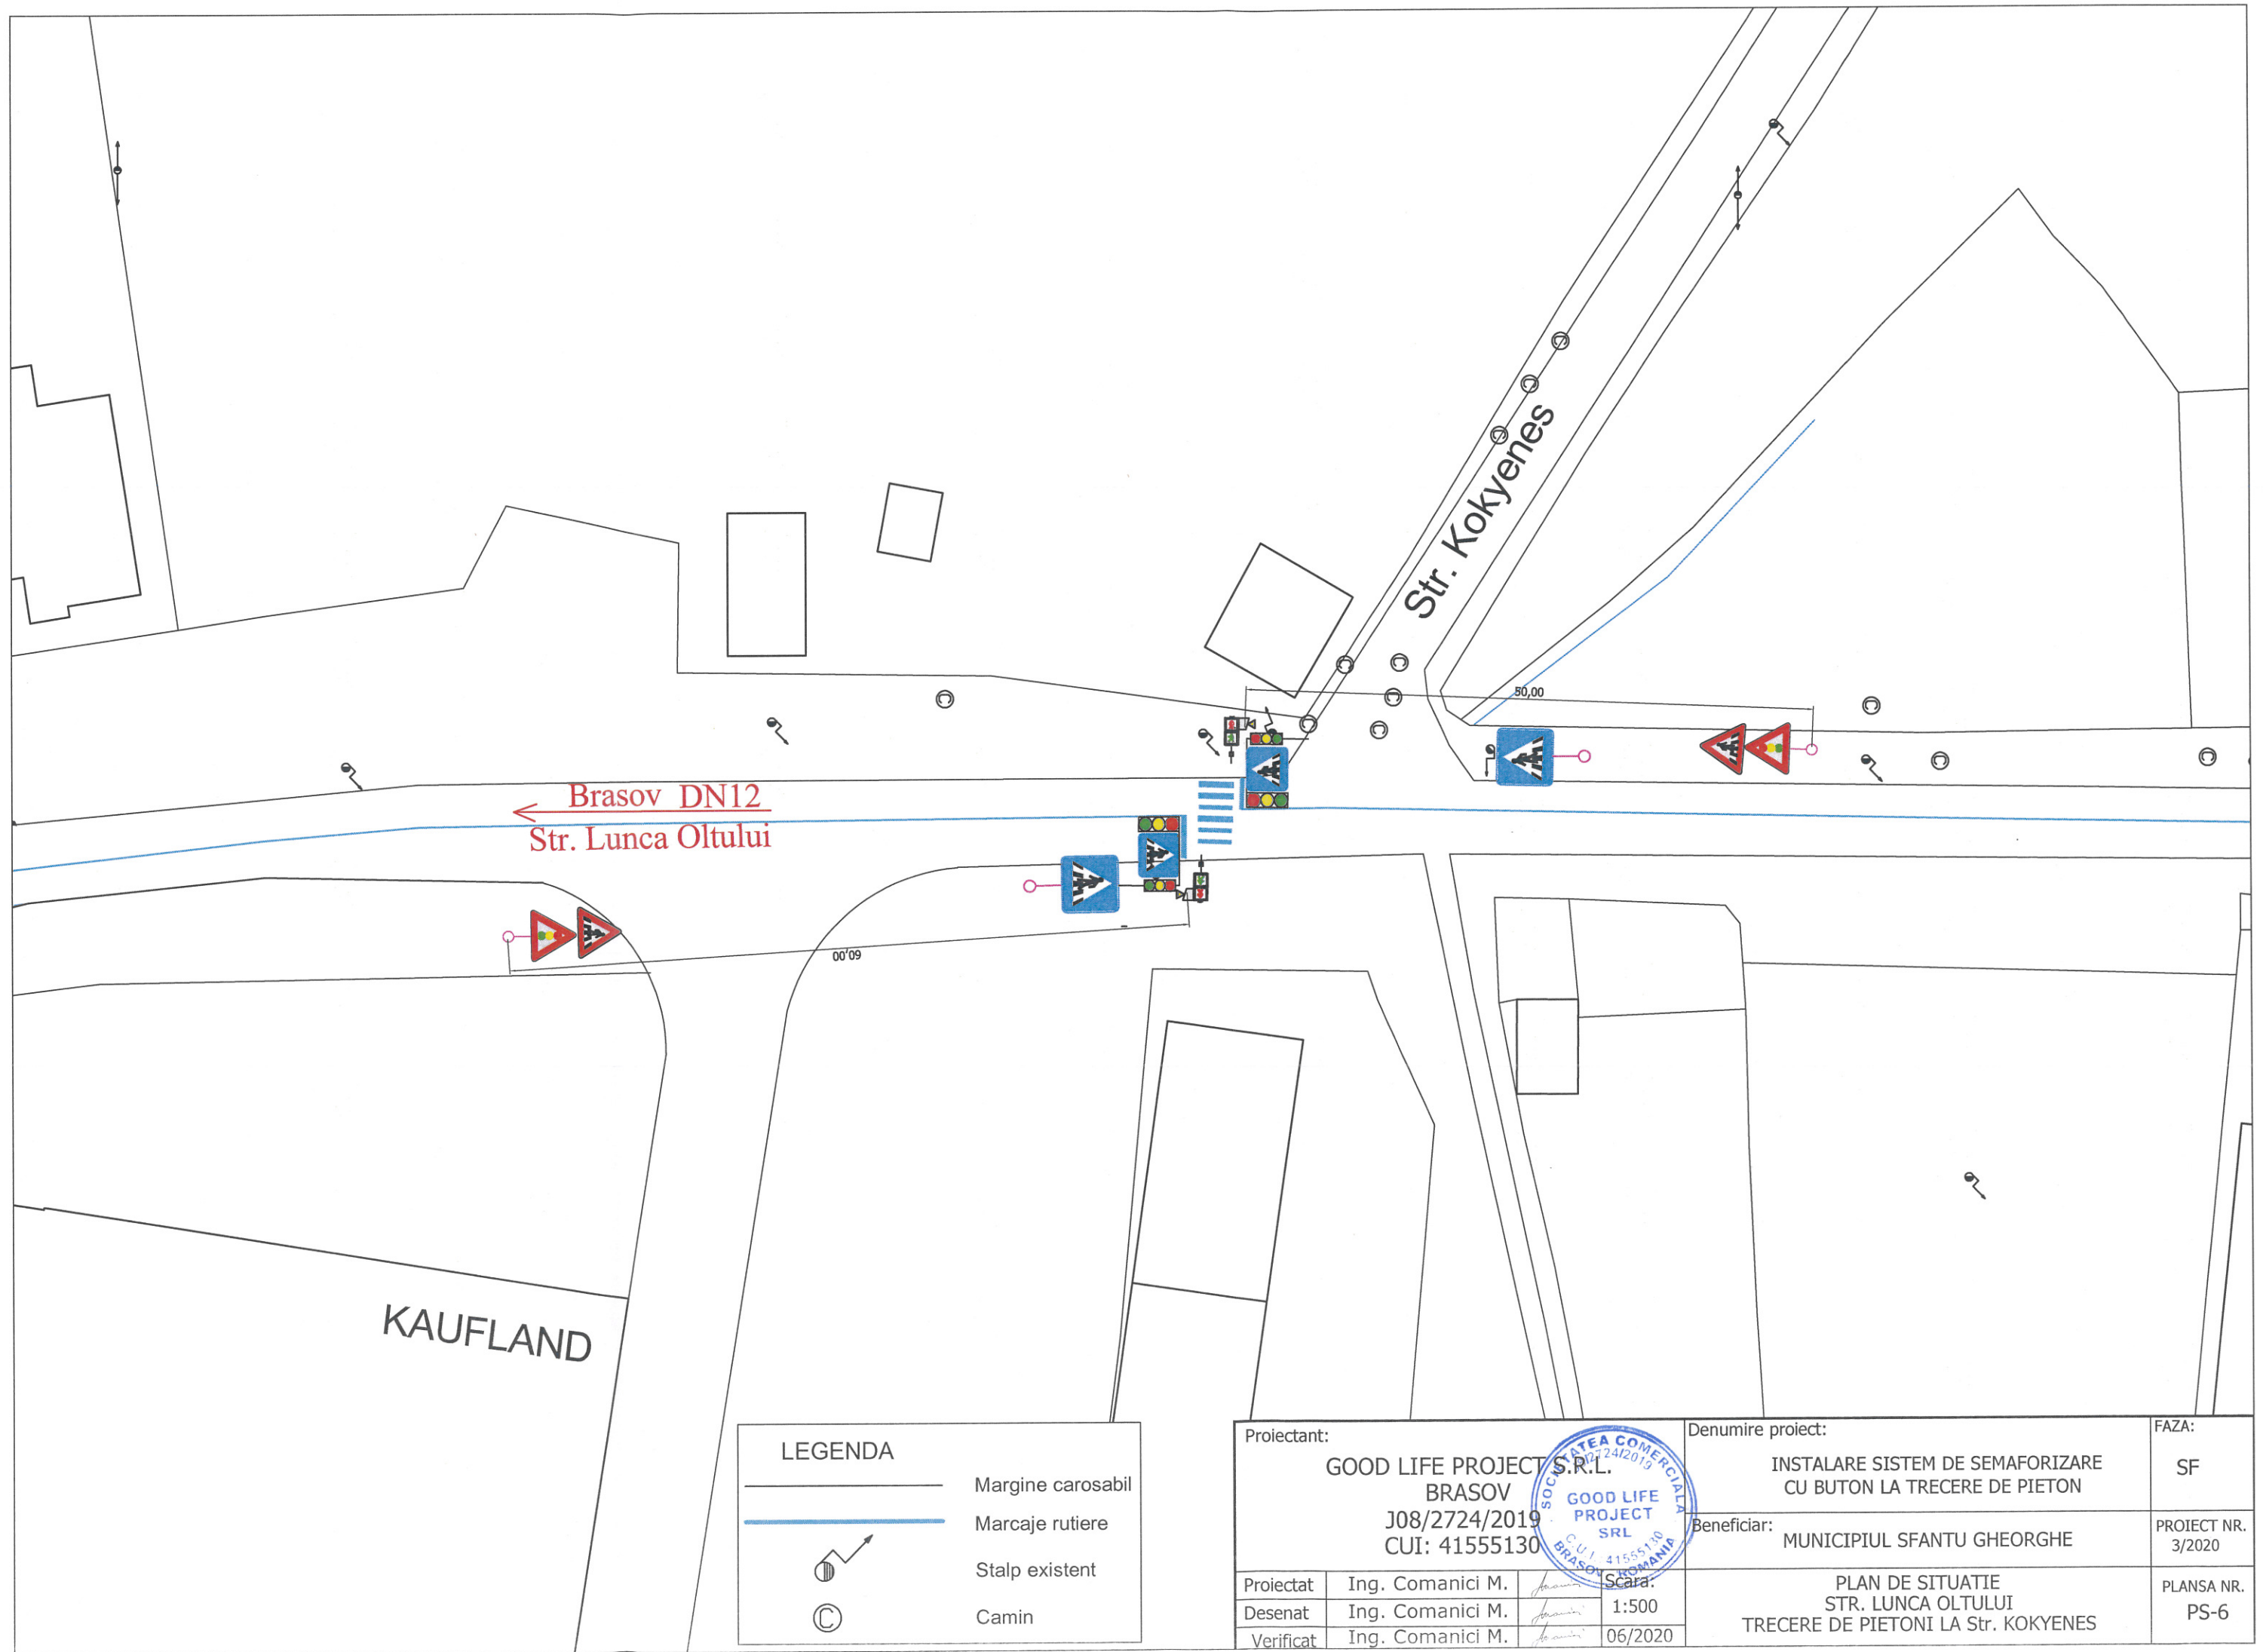 Str. Kokyenes
50,00
Brasov DN12
Str. Lunca Oltului
60,00
KAUFLAND
LEGENDA
Margine carosabil
Marcaje rutiere
Stalp existent
C
Camin
Proiectant:
GOOD LIFE PROJECT S.R.L.
BRASOV
J08/2724/2019
CUI: 41555130
SOCIETATEA COMERCIALA
GOOD LIFE
PROJECT
SRL
C.U.I. 41555130
BRASOV ROMANIA
Proiectat Ing. Comanici M.
Desenat Ing. Comanici M.
Verificat Ing. Comanici M.
Scara:
1:500
06/2020
Denumire proiect:
INSTALARE SISTEM DE SEMAFORIZARE
CU BUTON LA TRECERE DE PIETON
Beneficiar:
MUNICIPIUL SFANTU GHEORGHE
PLAN DE SITUATIE
STR. LUNCA OLTULUI
TRECERE DE PIETONI LA Str. KOKYENES
FAZA:
SF
PROIECT NR.
3/2020
PLANSA NR.
PS-6